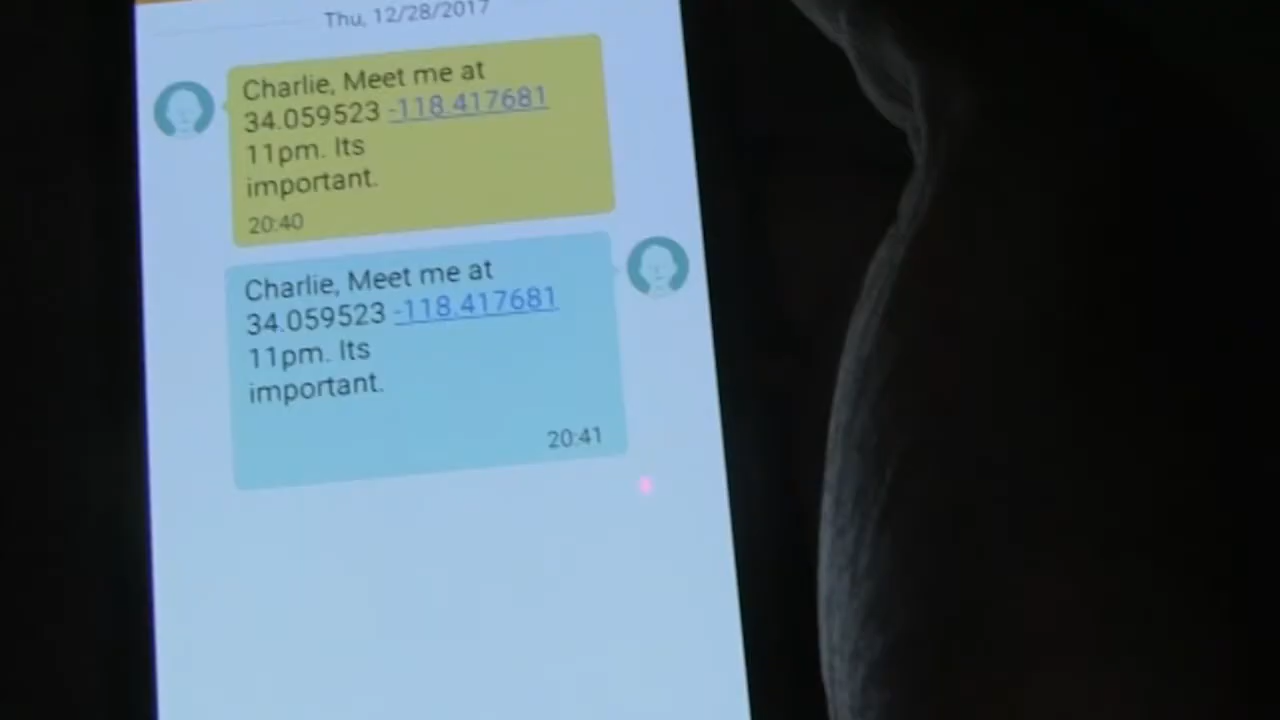 Thu, 12/28/2017
Charlie, Meet me at
34.059523 -118.417681
11pm. Its
important.
20:40
Charlie, Meet me at
34.059523 -118.417681
11pm. Its
important.
20:41